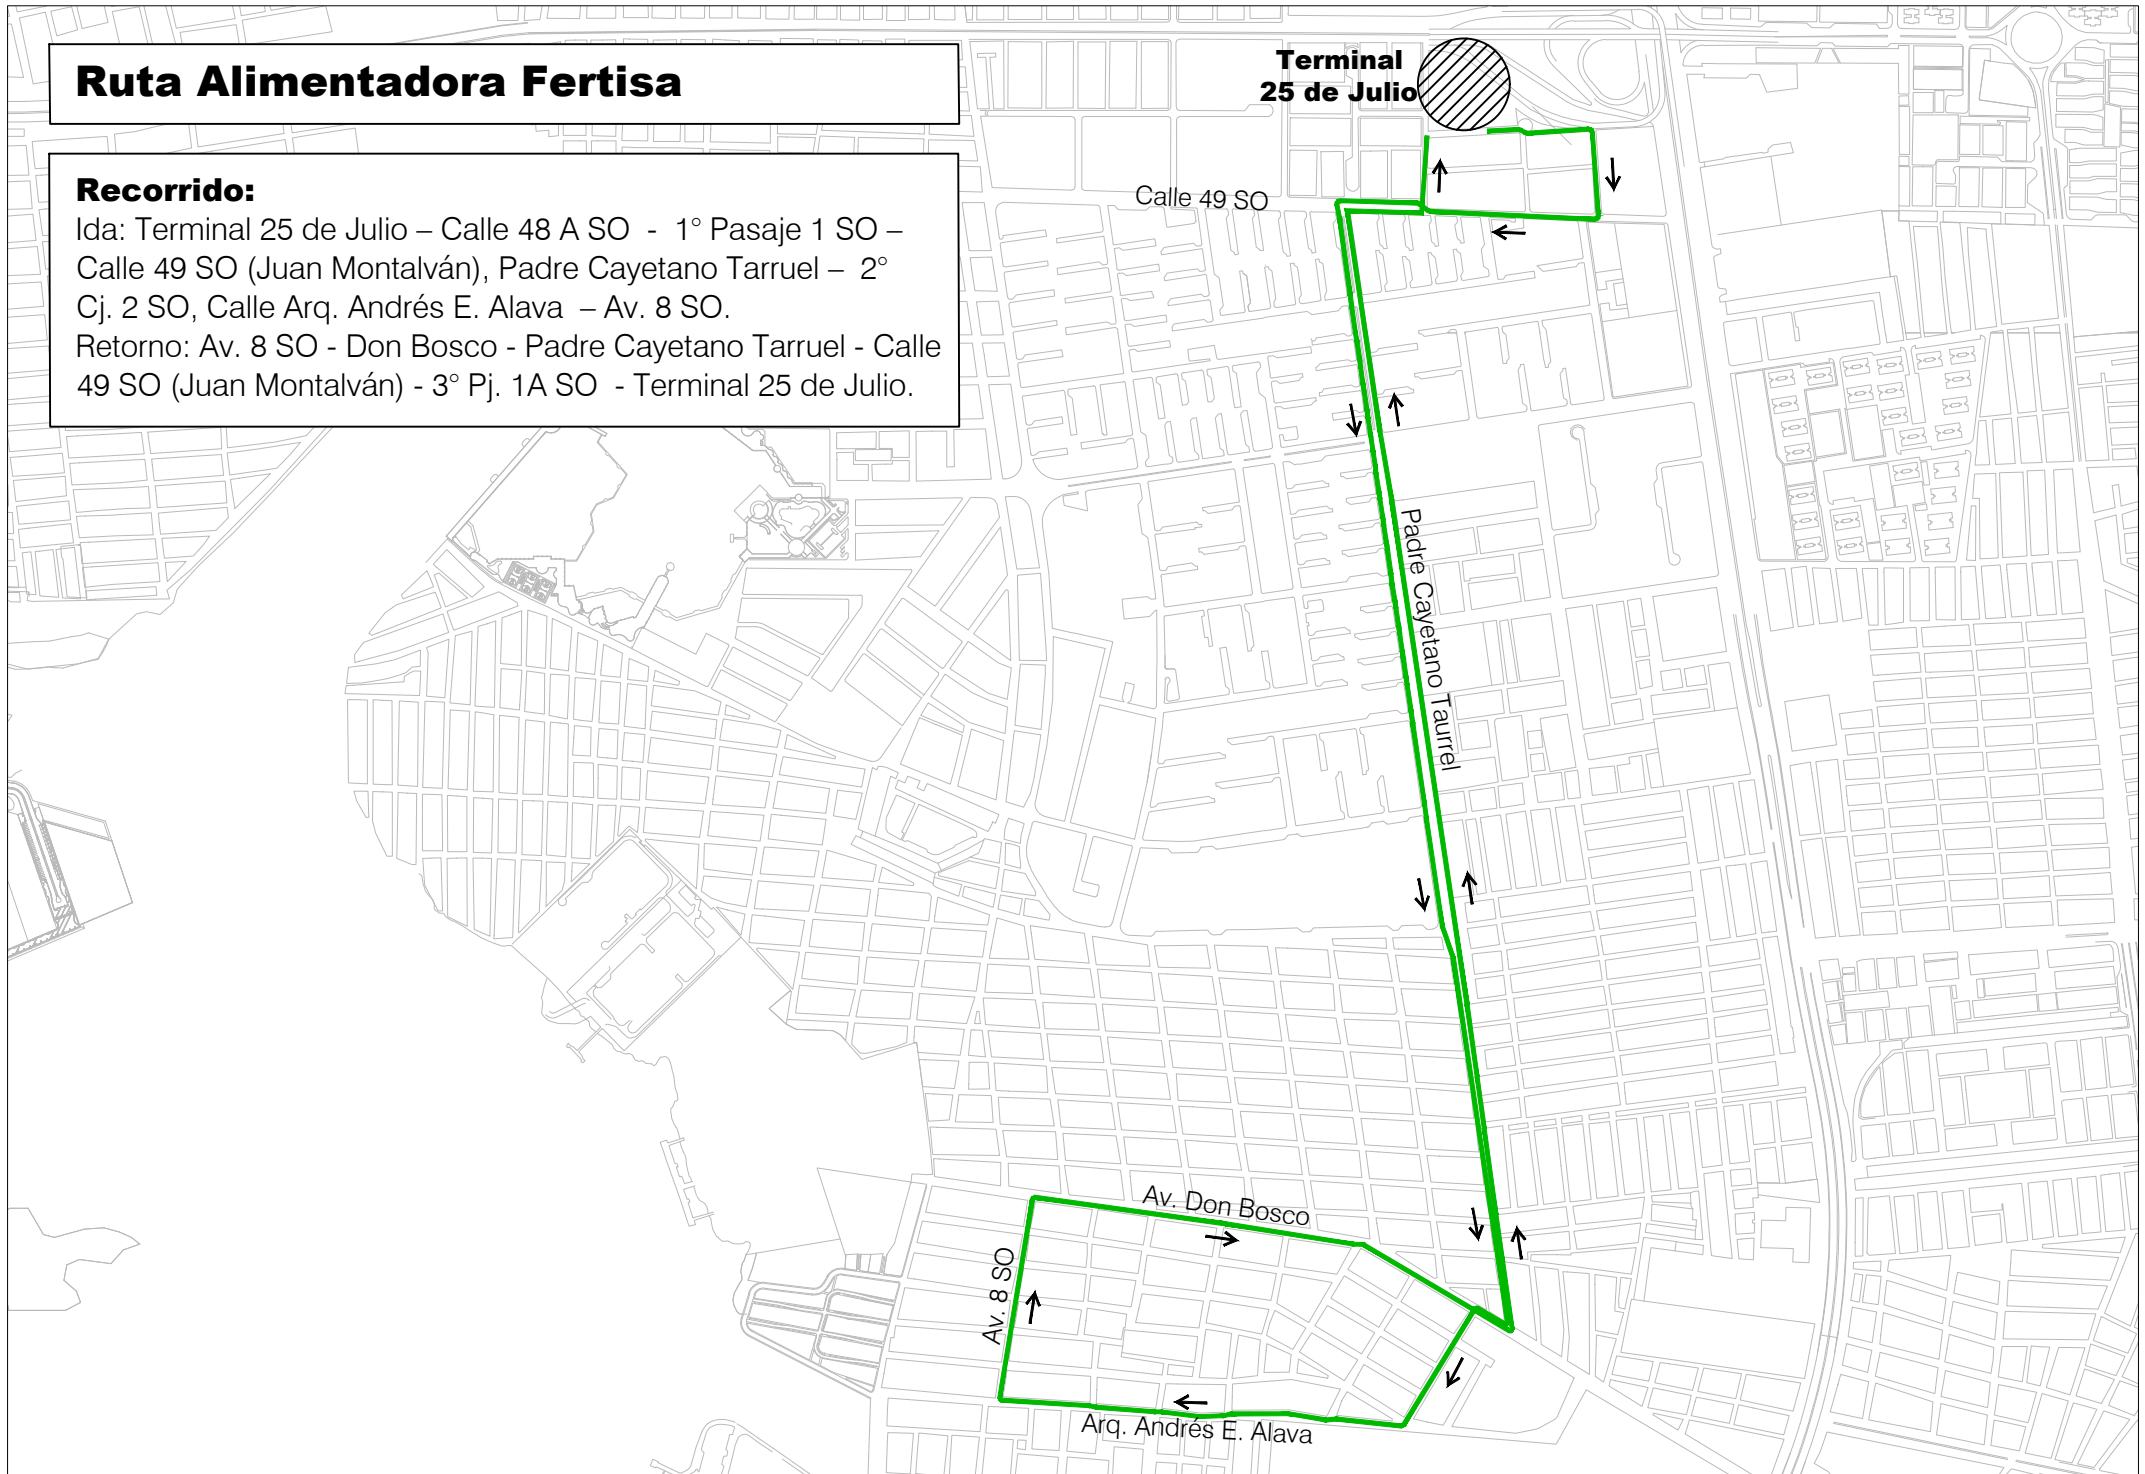 Ruta Alimentadora Fertisa
Terminal
25 de Julio
Recorrido:
Ida: Terminal 25 de Julio – Calle 48 A SO - 1° Pasaje 1 SO –
Calle 49 SO (Juan Montalván), Padre Cayetano Tarruel – 2°
Cj. 2 SO, Calle Arq. Andrés E. Alava – Av. 8 SO.
Retorno: Av. 8 SO - Don Bosco - Padre Cayetano Tarruel - Calle
49 SO (Juan Montalván) - 3° Pj. 1A SO - Terminal 25 de Julio.
Calle 49 SO
Padre Cayetano Taurrel
Av. Don Bosco
Av. 8 SO
Arq. Andrés E. Alava